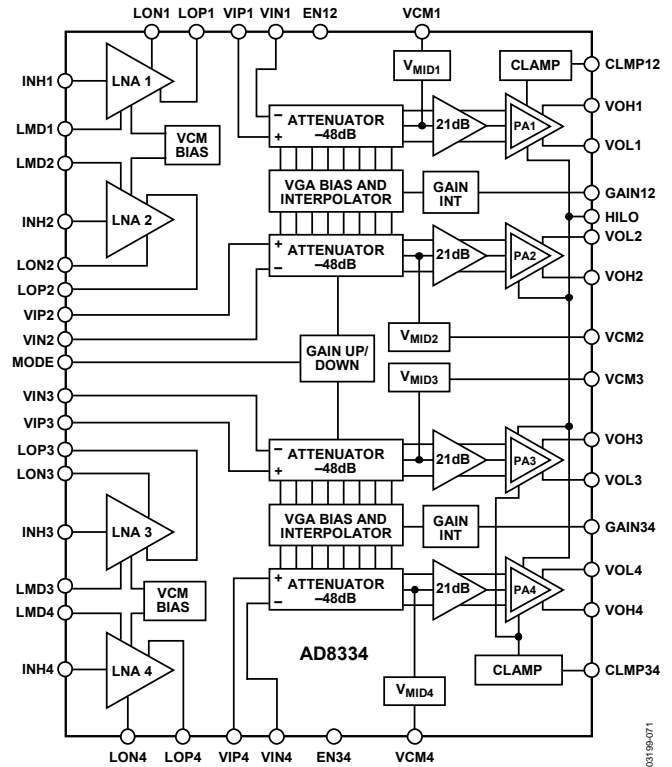 LON1 LOP1 VIP1 VIN1 EN12 VCM1
INH1
LNA 1
LMD1
VCM
BIAS
LMD2
INH2
LNA 2
LON2
LOP2
VIP2
VIN2
MODE
VIN3
VIP3
LOP3
LON3
INH3
LNA 3
LMD3
VCM
BIAS
LMD4
INH4
LNA 4
VMID1
CLAMP
CLMP12
– ATTENUATOR
+ –48dB
21dB
PA1
VOH1
VOL1
VGA BIAS AND
INTERPOLATOR
GAIN
INT
GAIN12
HILO
+ ATTENUATOR
– –48dB
21dB
PA2
VOL2
VOH2
VMID2
VCM2
GAIN UP/
DOWN
VMID3
VCM3
– ATTENUATOR
+ –48dB
21dB
PA3
VOH3
VOL3
VGA BIAS AND
INTERPOLATOR
GAIN
INT
GAIN34
+ ATTENUATOR
– –48dB
21dB
PA4
VOL4
VOH4
AD8334
CLAMP
CLMP34
VMID4
LON4 LOP4 VIP4 VIN4 EN34 VCM4
03199-071